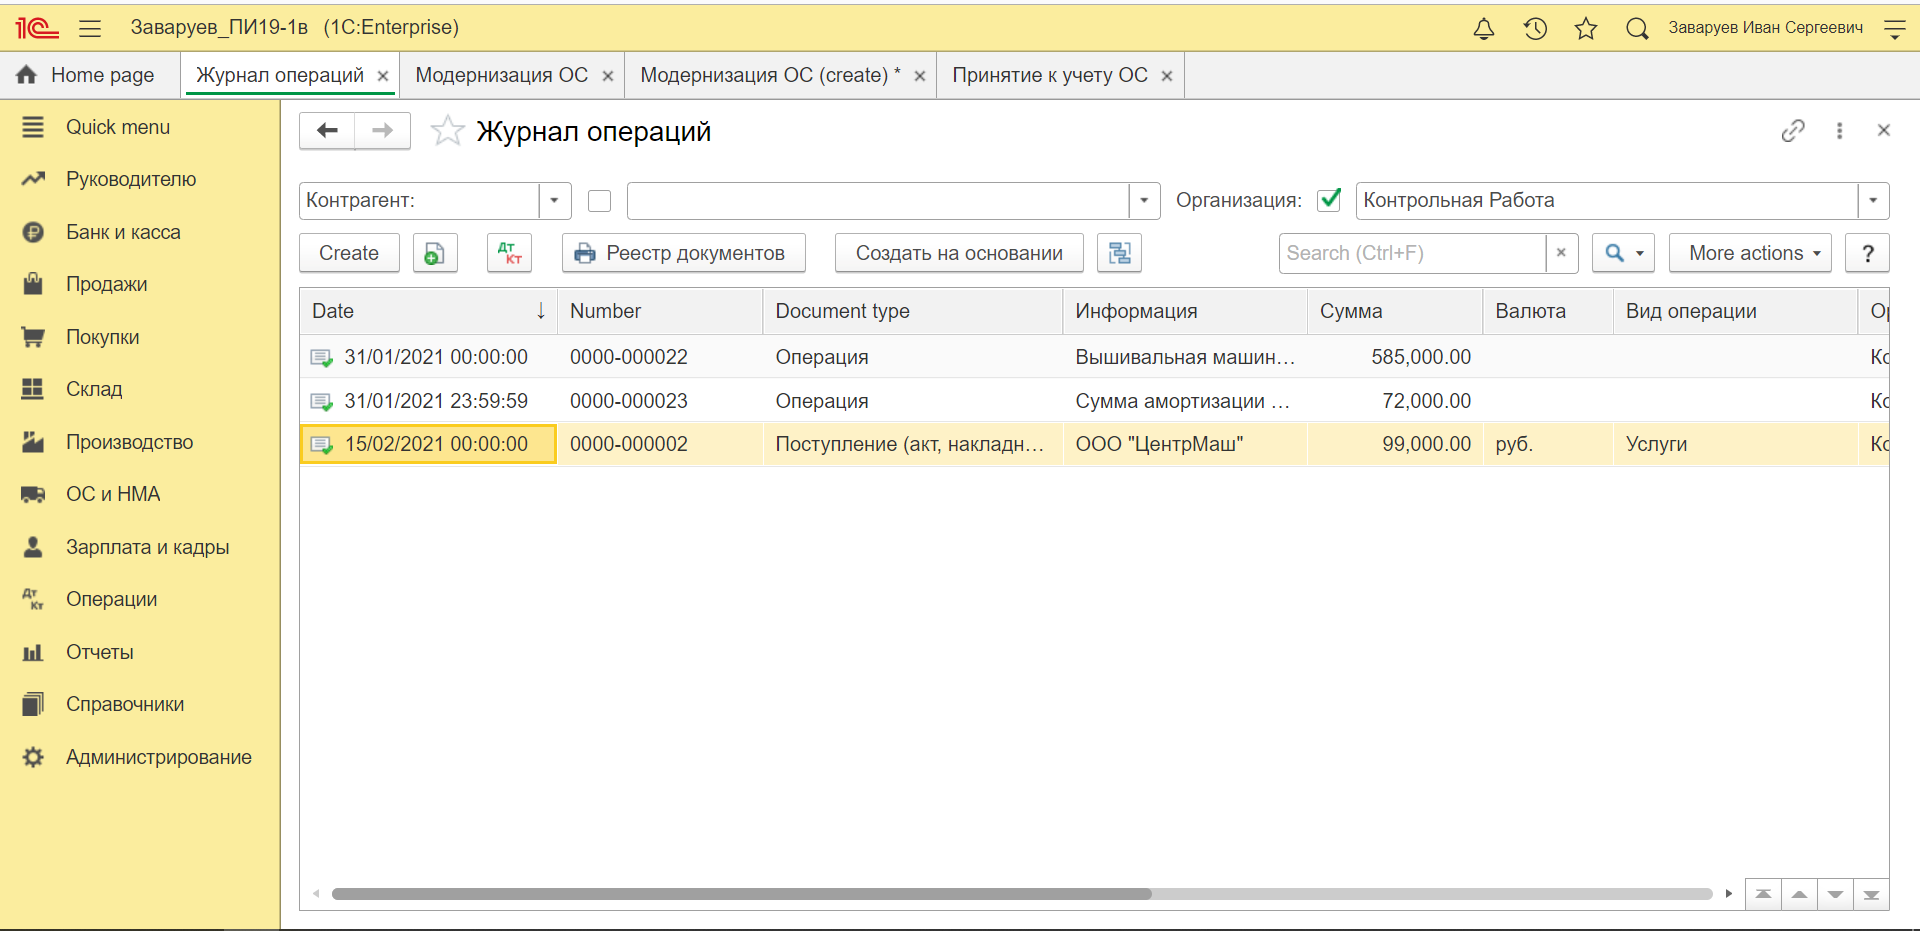 1С Заваруев_ПИ19-1в (1C:Enterprise) Заваруев Иван Сергеевич
Home page Журнал операций Модернизация ОС Модернизация ОС (create) * Принятие к учету ОС
Quick menu
Руководителю
Банк и касса
Продажи
Покупки
Склад
Производство
ОС и НМА
Зарплата и кадры
Дт Кт Операции
Отчеты
Справочники
Администрирование
Журнал операций
Контрагент: Организация: Контрольная Работа
Create Дт Кт Реестр документов Создать на основании Search (Ctrl+F) × More actions ?
Date ↓ Number Document type Информация Сумма Валюта Вид операции Ор
31/01/2021 00:00:00 0000-000022 Операция Вышивальная машин... 585,000.00 Ко
31/01/2021 23:59:59 0000-000023 Операция Сумма амортизации ... 72,000.00 Ко
15/02/2021 00:00:00 0000-000002 Поступление (акт, накладн... ООО "ЦентрМаш" 99,000.00 руб. Услуги Ко